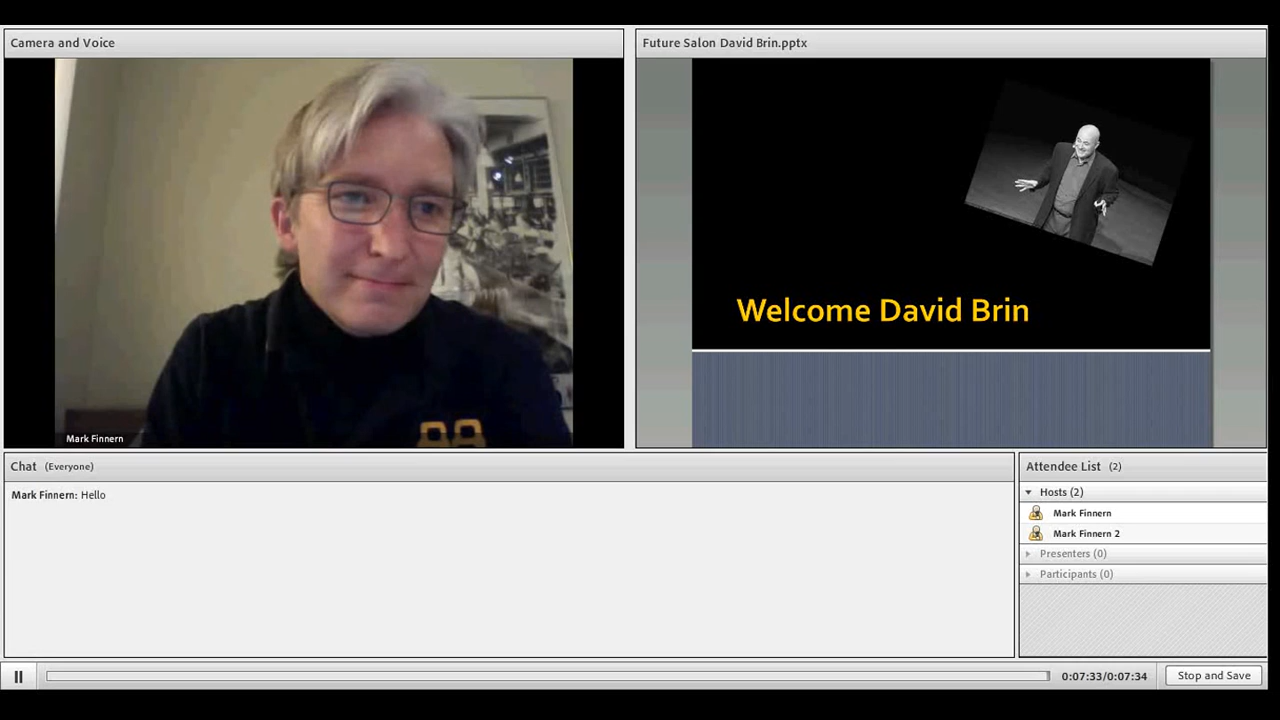 Camera and Voice
Mark Finnern
Future Salon David Brin.pptx
Welcome David Brin
Chat (Everyone)
Mark Finnern: Hello
Attendee List (2)
Hosts (2)
Mark Finnern
Mark Finnern 2
Presenters (0)
Participants (0)
0:07:33/0:07:34
Stop and Save